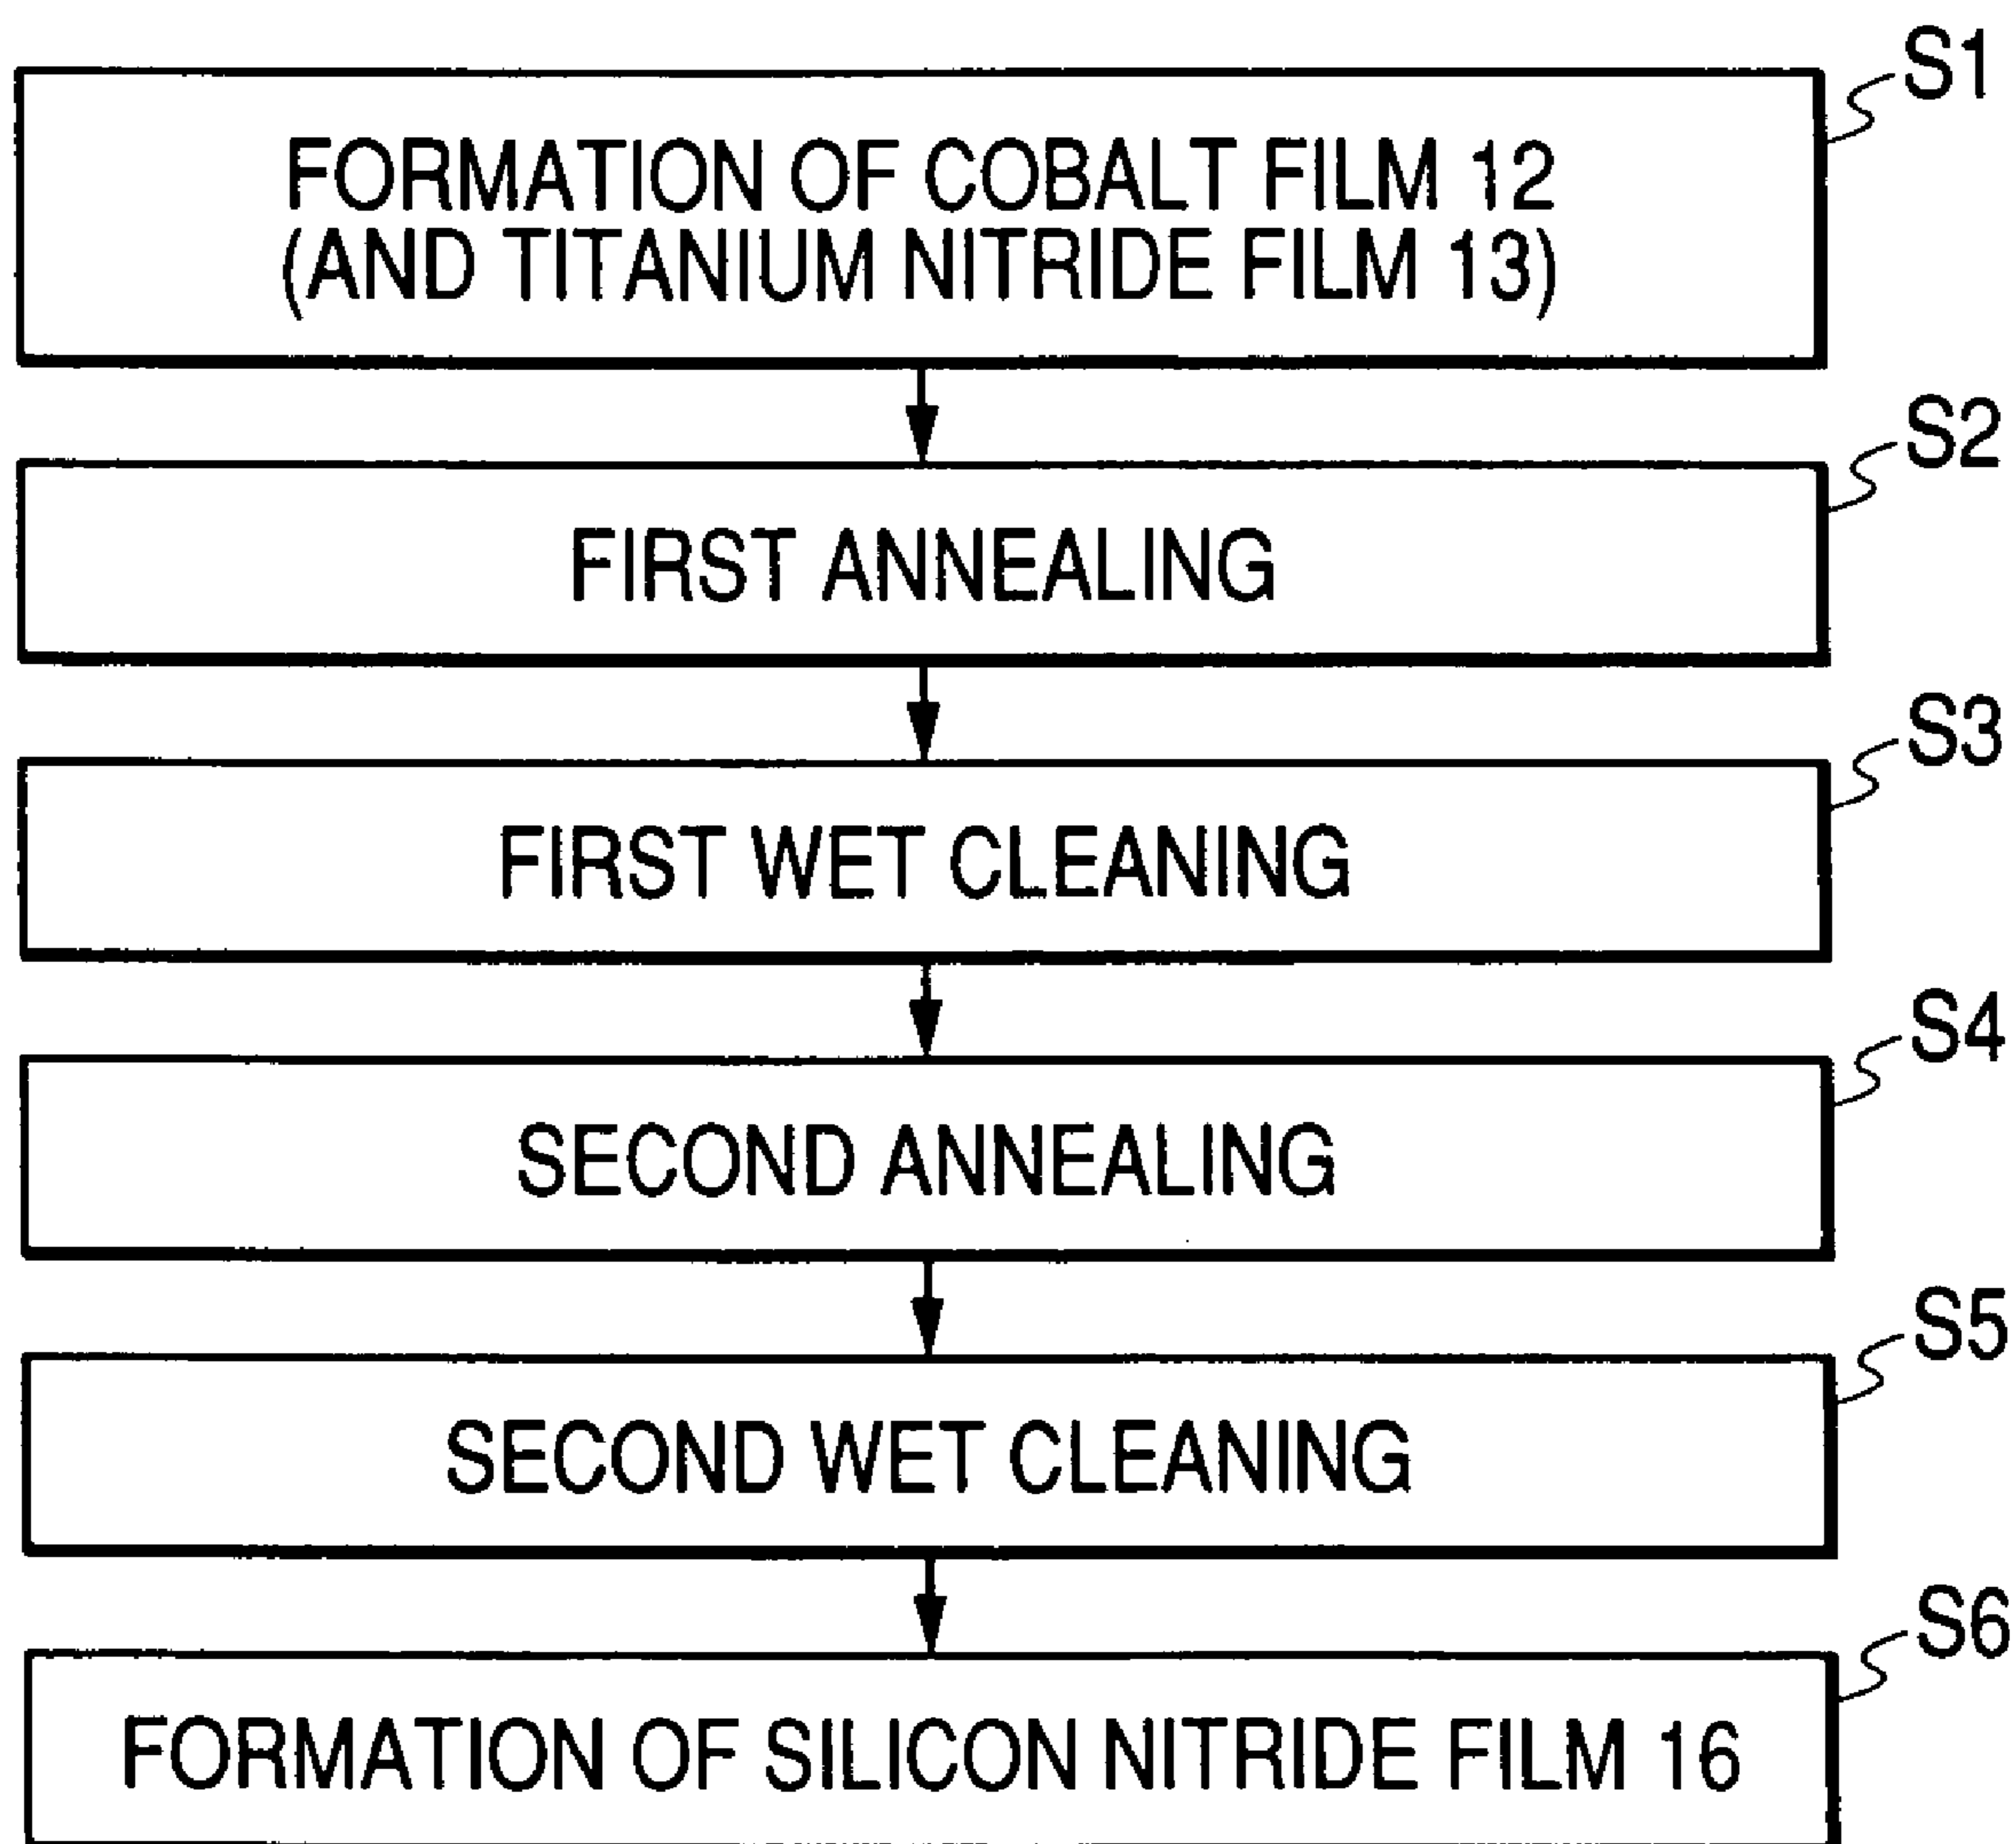 S1
FORMATION OF COBALT FILM 12
(AND TITANIUM NITRIDE FILM 13)
S2
FIRST ANNEALING
S3
FIRST WET CLEANING
S4
SECOND ANNEALING
S5
SECOND WET CLEANING
S6
FORMATION OF SILICON NITRIDE FILM 16